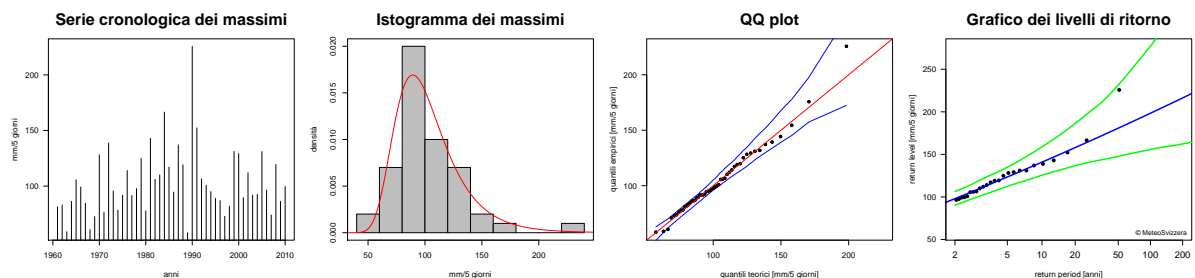 Serie cronologica dei massimi
mm/5 giorni
200
150
100
1960
1970
1980
1990
2000
2010
anni
Istogramma dei massimi
densità
0.020
0.015
0.010
0.005
0.000
50
100
150
200
mm/5 giorni
QQ plot
quantili empirici [mm/5 giorni]
200
150
100
100
150
200
quantili teorici [mm/5 giorni]
Grafico dei livelli di ritorno
return level [mm/5 giorni]
250
200
150
100
50
2
5
10
20
50
100
200
return period [anni]
© MeteoSvizzera